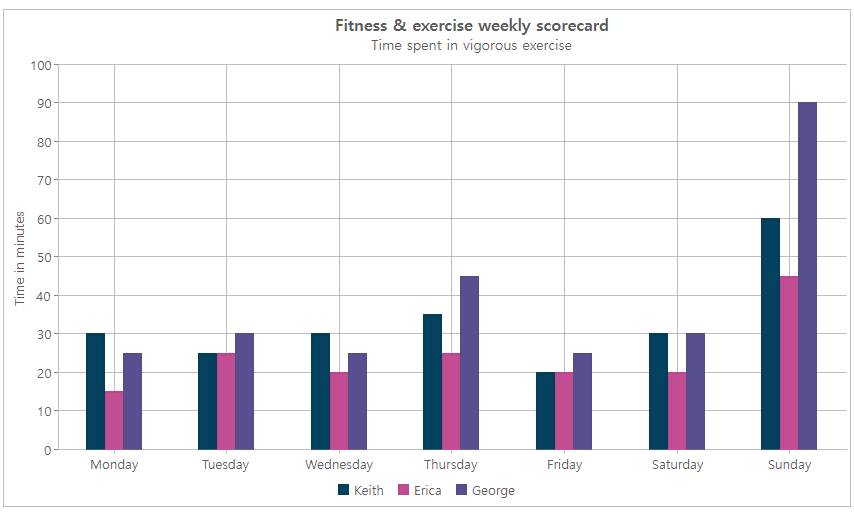 Fitness & exercise weekly scorecard
Time spent in vigorous exercise
Time in minutes
100
90
80
70
60
50
40
30
20
10
0
Monday Tuesday Wednesday Thursday Friday Saturday Sunday
Keith Erica George